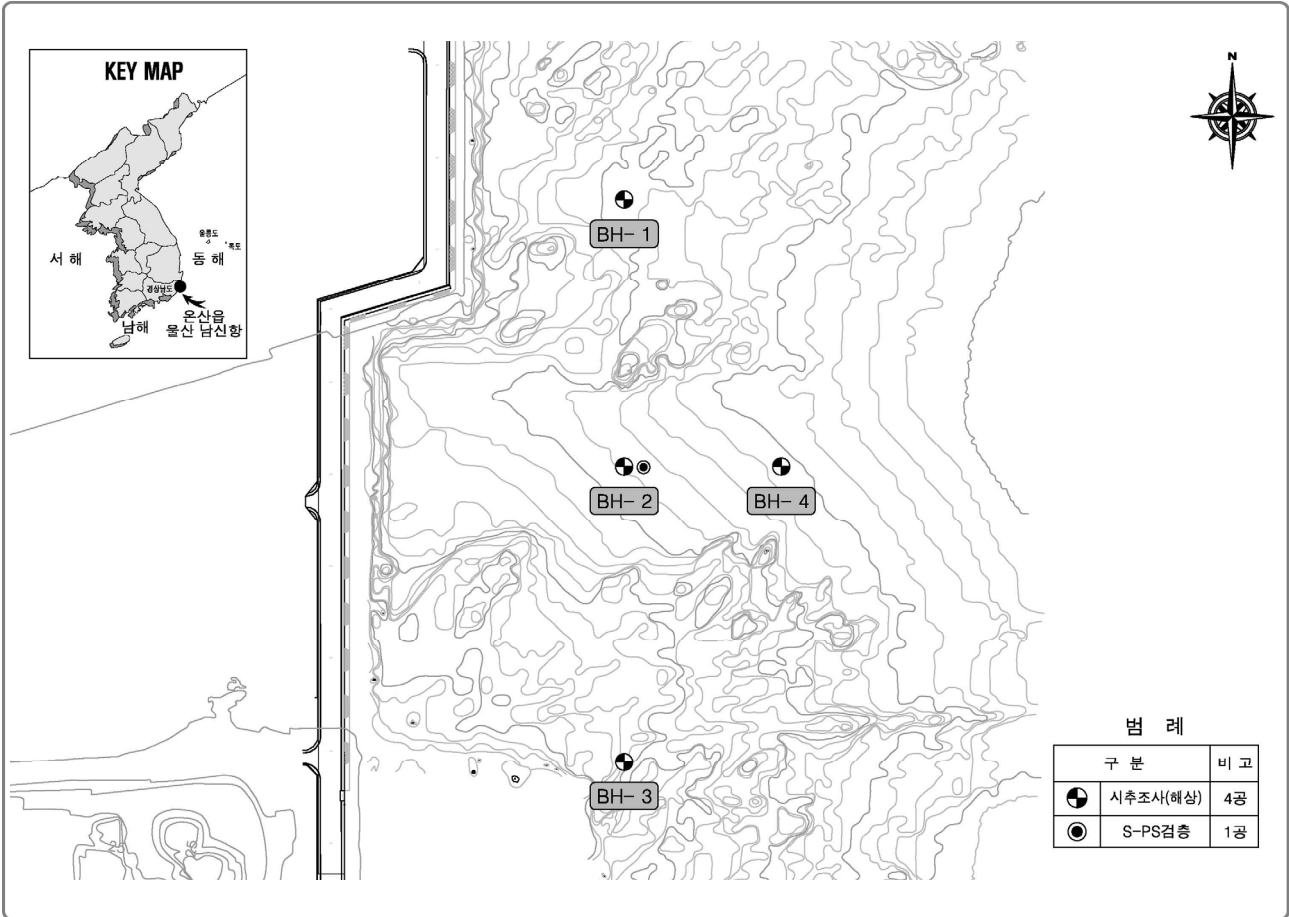 KEY MAP
울릉도
독도
서해
동해
경상남도
온산읍
남해
울산 남신항
N
BH- 1
BH- 2
BH- 4
BH- 3
범 례
구 분
비 고
시추조사(해상)
4공
S-PS검층
1공